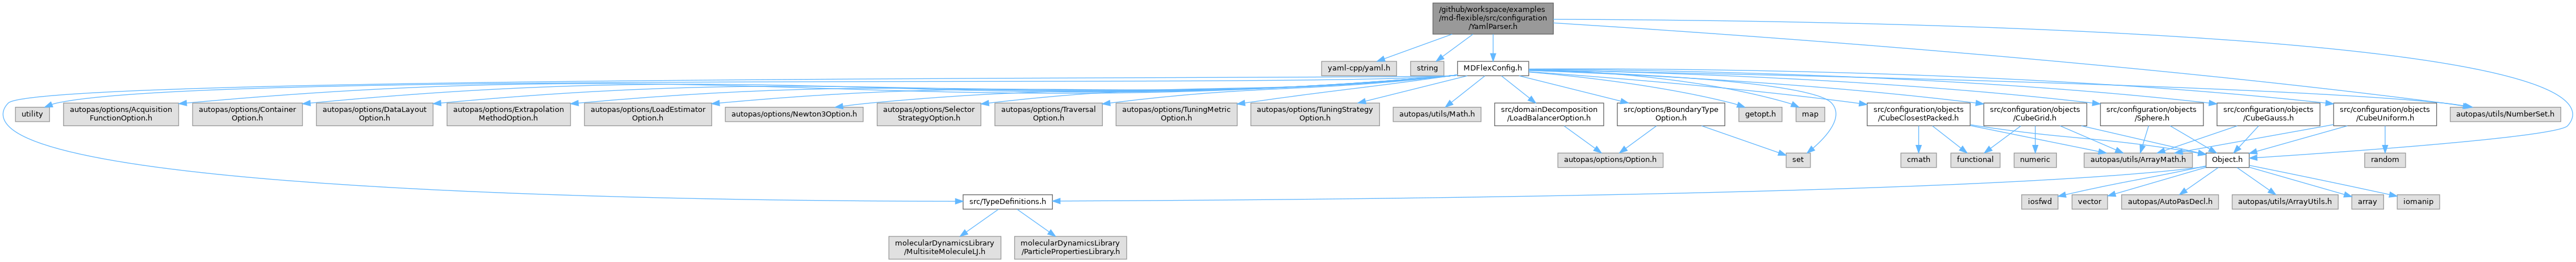 /github/workspace/examples
/md-flexible/src/configuration
/YamlParser.h
yaml-cpp/yaml.h
string
MDFlexConfig.h
utility
autopas/options/Acquisition
FunctionOption.h
autopas/options/Container
Option.h
autopas/options/DataLayout
Option.h
autopas/options/Extrapolation
MethodOption.h
autopas/options/LoadEstimator
Option.h
autopas/options/Newton3Option.h
autopas/options/Selector
StrategyOption.h
autopas/options/Traversal
Option.h
autopas/options/TuningMetric
Option.h
autopas/options/TuningStrategy
Option.h
autopas/utils/Math.h
src/domainDecomposition
/LoadBalancerOption.h
src/options/BoundaryType
Option.h
getopt.h
map
src/configuration/objects
/CubeClosestPacked.h
src/configuration/objects
/CubeGrid.h
src/configuration/objects
/Sphere.h
src/configuration/objects
/CubeGauss.h
src/configuration/objects
/CubeUniform.h
autopas/utils/NumberSet.h
autopas/options/Option.h
set
cmath
functional
numeric
autopas/utils/ArrayMath.h
Object.h
random
src/TypeDefinitions.h
iosfwd
vector
autopas/AutoPasDecl.h
autopas/utils/ArrayUtils.h
array
iomanip
molecularDynamicsLibrary
/MultisiteMoleculeLJ.h
molecularDynamicsLibrary
/ParticlePropertiesLibrary.h